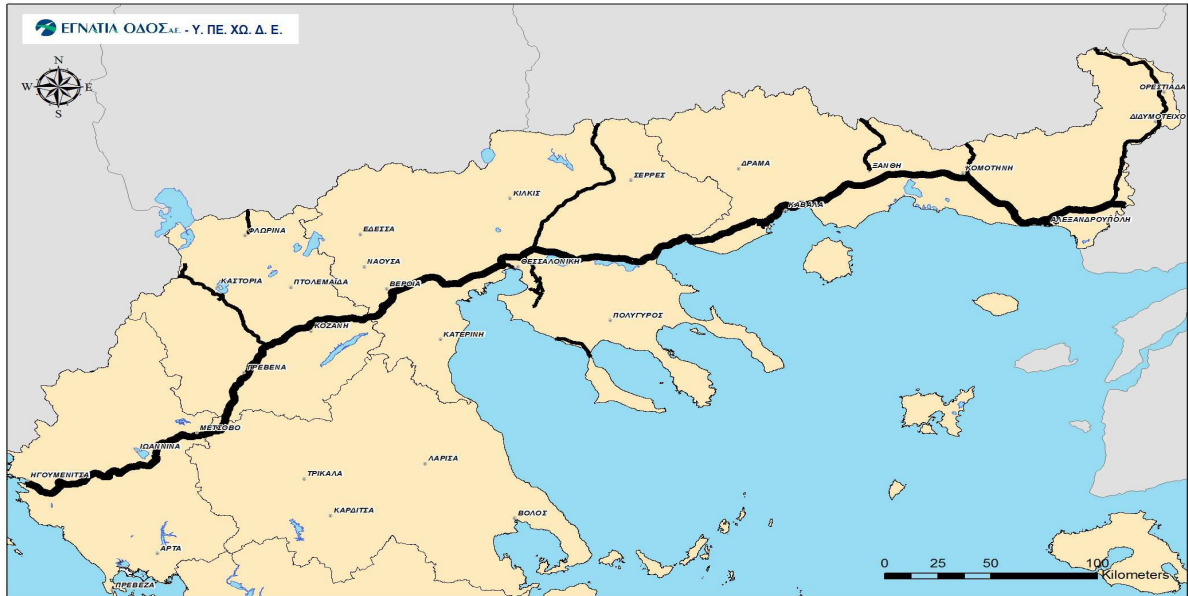 ΕΓΝΑΤΙΑ ΟΔΟΣ Α.Ε. - Υ. ΠΕ. ΧΩ. Δ. Ε.
N
W E
S
ΟΡΕΣΤΙΑΔΑ
ΔΙΔΥΜΟΤΕΙΧΟ
ΞΑΝΘΗ
ΚΟΜΟΤΗΝΗ
ΔΡΑΜΑ
ΣΕΡΡΕΣ
ΚΙΛΚΙΣ
ΚΑΒΑΛΑ
ΑΛΕΞΑΝΔΡΟΥΠΟΛΗ
ΦΛΩΡΙΝΑ
ΕΔΕΣΣΑ
ΘΕΣΣΑΛΟΝΙΚΗ
ΝΑΟΥΣΑ
ΚΑΣΤΟΡΙΑ
ΠΤΟΛΕΜΑΪΔΑ
ΒΕΡΟΙΑ
ΠΟΛΥΓΥΡΟΣ
ΚΟΖΑΝΗ
ΚΑΤΕΡΙΝΗ
ΓΡΕΒΕΝΑ
ΜΕΤΣΟΒΟ
ΙΩΑΝΝΙΝΑ
ΛΑΡΙΣΑ
ΗΓΟΥΜΕΝΙΤΣΑ
ΤΡΙΚΑΛΑ
ΚΑΡΔΙΤΣΑ
ΒΟΛΟΣ
ΑΡΤΑ
ΠΡΕΒΕΖΑ
0 25 50 100
Kilometers